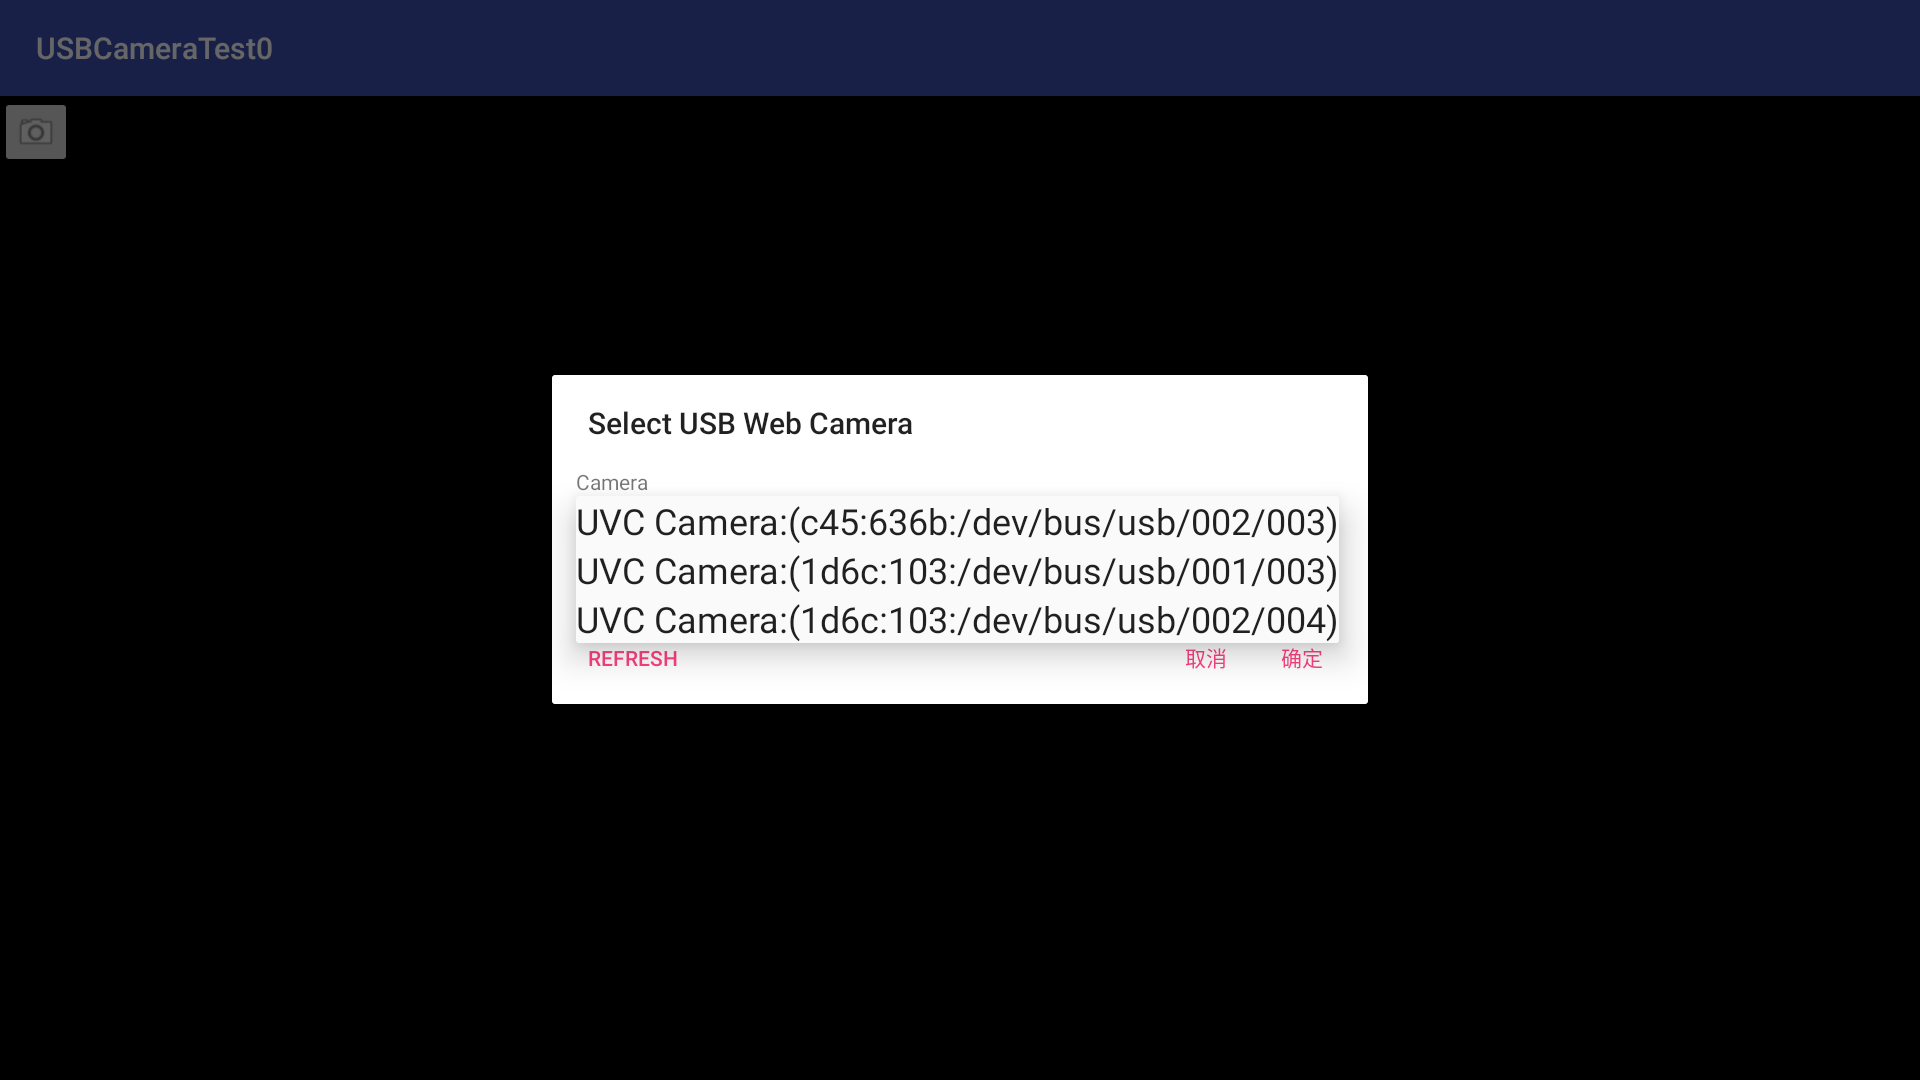 USBCameraTest0
Select USB Web Camera
Camera
UVC Camera:(c45:636b:/dev/bus/usb/002/003)
UVC Camera:(1d6c:103:/dev/bus/usb/001/003)
UVC Camera:(1d6c:103:/dev/bus/usb/002/004)
REFRESH 取消 确定